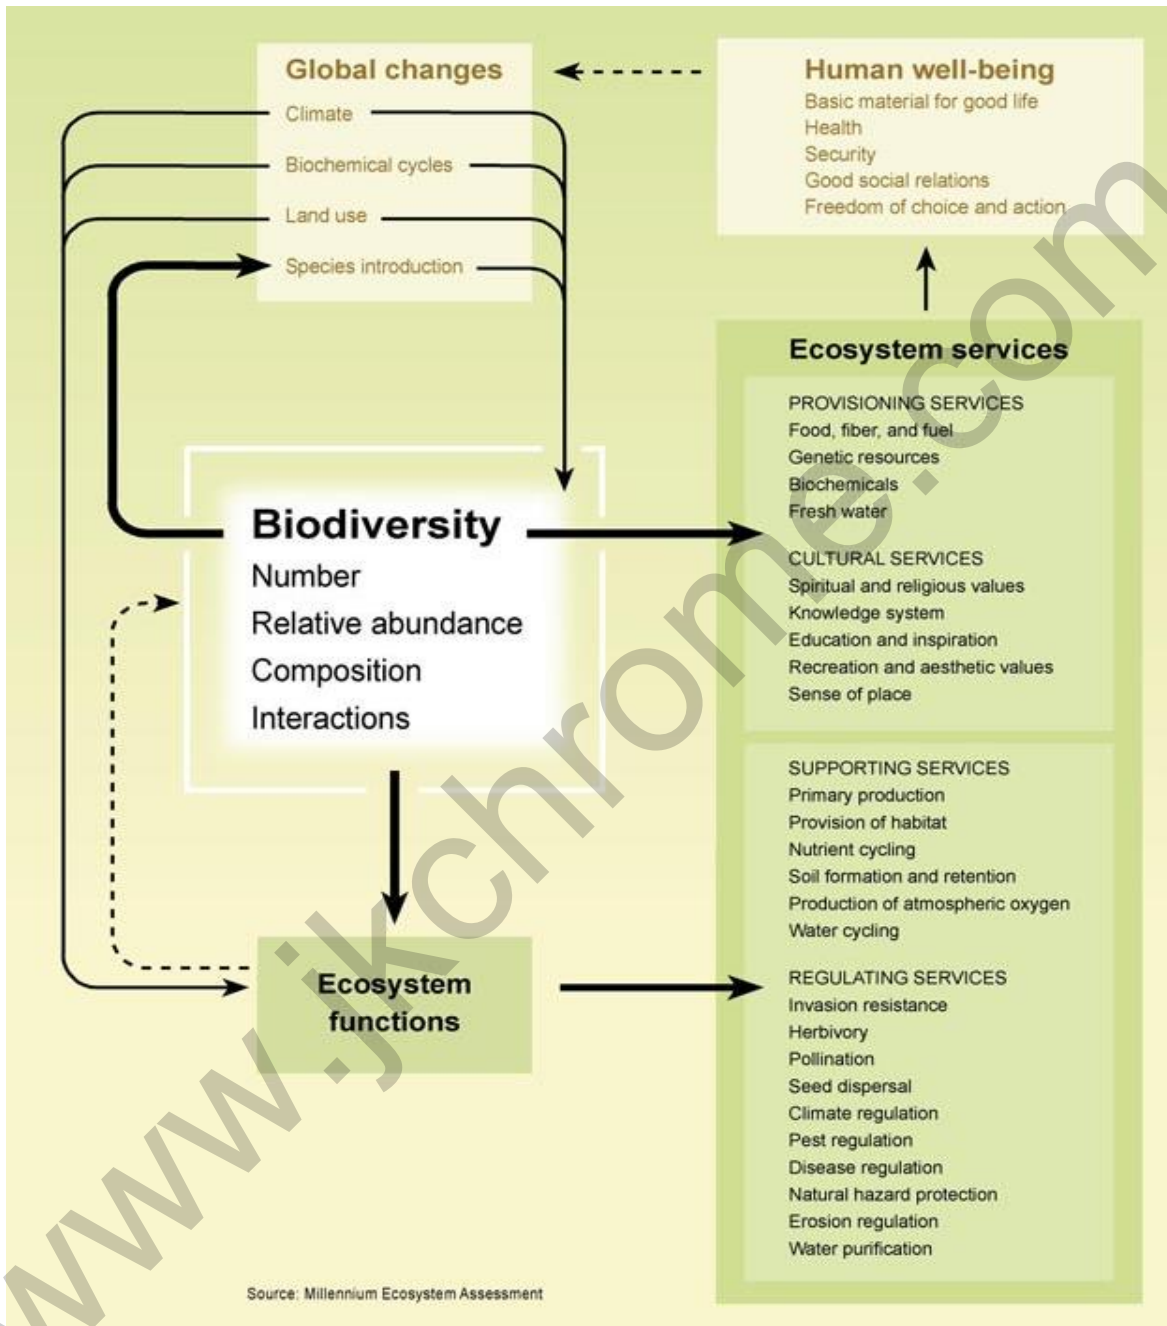 Global changes
Climate
Biochemical cycles
Land use
Species introduction
Human well-being
Basic material for good life
Health
Security
Good social relations
Freedom of choice and action
Ecosystem services
PROVISIONING SERVICES
Food, fiber, and fuel
Genetic resources
Biochemicals
Fresh water
CULTURAL SERVICES
Spiritual and religious values
Knowledge system
Education and inspiration
Recreation and aesthetic values
Sense of place
SUPPORTING SERVICES
Primary production
Provision of habitat
Nutrient cycling
Soil formation and retention
Production of atmospheric oxygen
Water cycling
REGULATING SERVICES
Invasion resistance
Herbivory
Pollination
Seed dispersal
Climate regulation
Pest regulation
Disease regulation
Natural hazard protection
Erosion regulation
Water purification
Biodiversity
Number
Relative abundance
Composition
Interactions
Ecosystem
functions
Source: Millennium Ecosystem Assessment
www.jkchrome.com